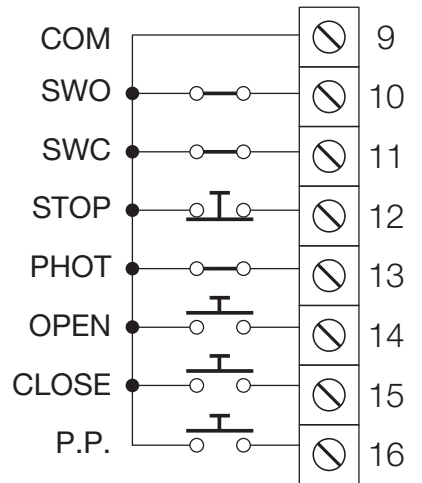 COM 9
SWO 10
SWC 11
STOP 12
PHOT 13
OPEN 14
CLOSE 15
P.P. 16